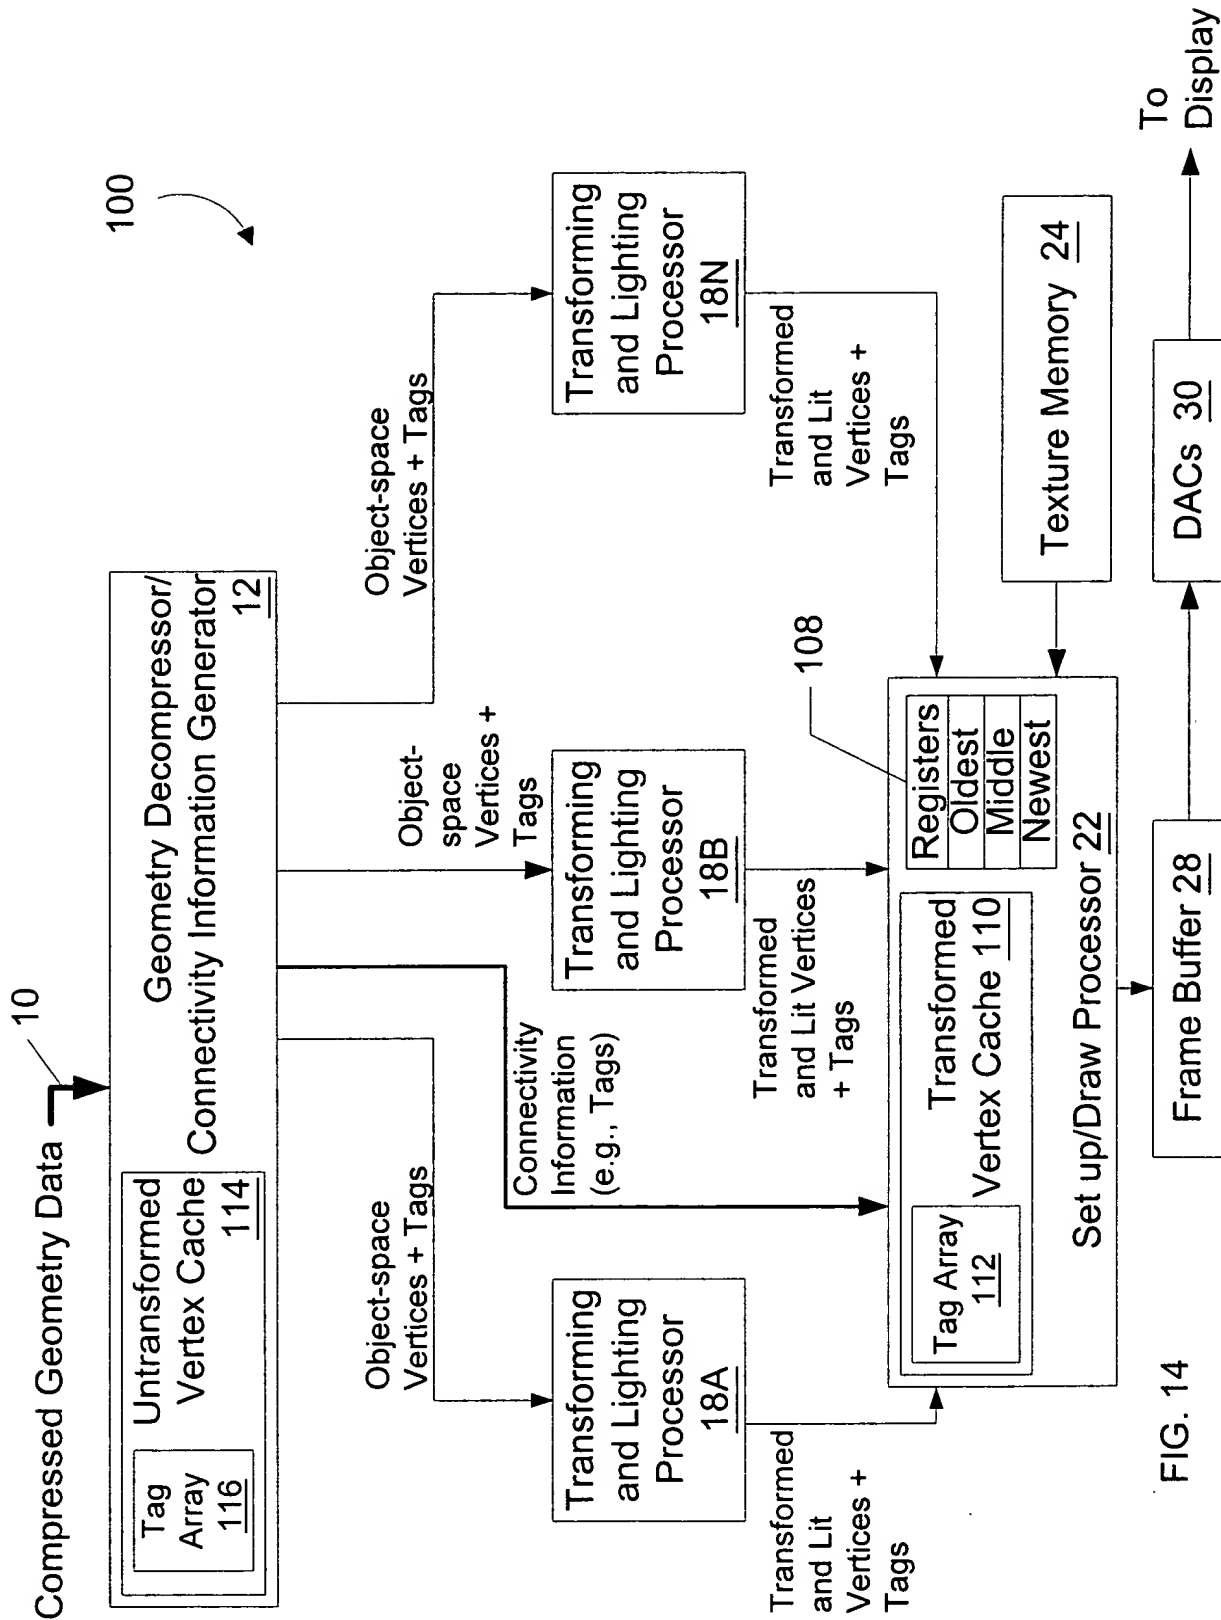 Compressed Geometry Data
10
100
Tag
Array
116
Untransformed
Vertex Cache
114
Geometry Decompressor/
Connectivity Information Generator
12
Object-space
Vertices + Tags
Connectivity
Information
(e.g., Tags)
Object-
space
Vertices +
Tags
Object-space
Vertices + Tags
Transforming
and Lighting
Processor
18A
Transforming
and Lighting
Processor
18B
Transforming
and Lighting
Processor
18N
Transformed
and Lit
Vertices +
Tags
Transformed
and Lit Vertices
+ Tags
Transformed
and Lit
Vertices +
Tags
108
Tag Array
112
Transformed
Vertex Cache 110
Registers
Oldest
Middle
Newest
Set up/Draw Processor 22
Texture Memory 24
Frame Buffer 28
DACs 30
To
Display
FIG. 14